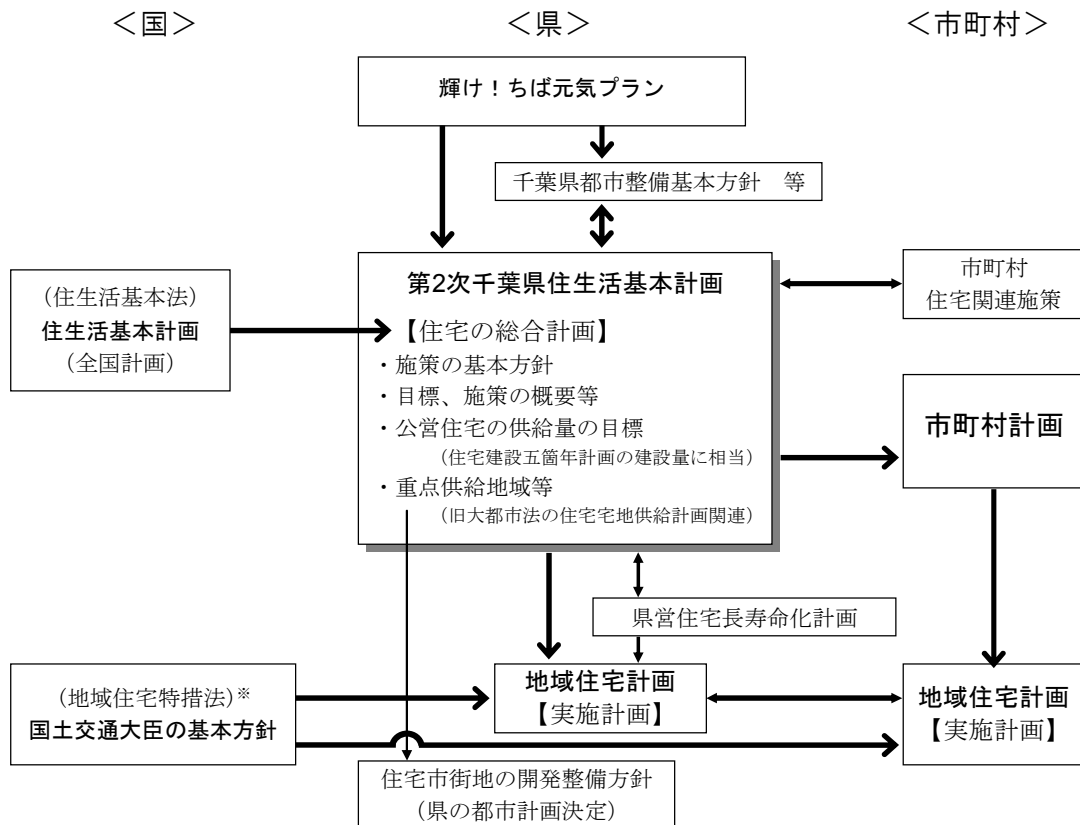 ＜国＞
＜県＞
＜市町村＞
輝け！ちば元気プラン
千葉県都市整備基本方針　等
(住生活基本法)
住生活基本計画
(全国計画)
第2次千葉県住生活基本計画
【住宅の総合計画】
・施策の基本方針
・目標、施策の概要等
・公営住宅の供給量の目標
(住宅建設五箇年計画の建設量に相当)
・重点供給地域等
(旧大都市法の住宅宅地供給計画関連)
市町村
住宅関連施策
市町村計画
県営住宅長寿命化計画
(地域住宅特措法)※
国土交通大臣の基本方針
地域住宅計画
【実施計画】
地域住宅計画
【実施計画】
住宅市街地の開発整備方針
(県の都市計画決定)